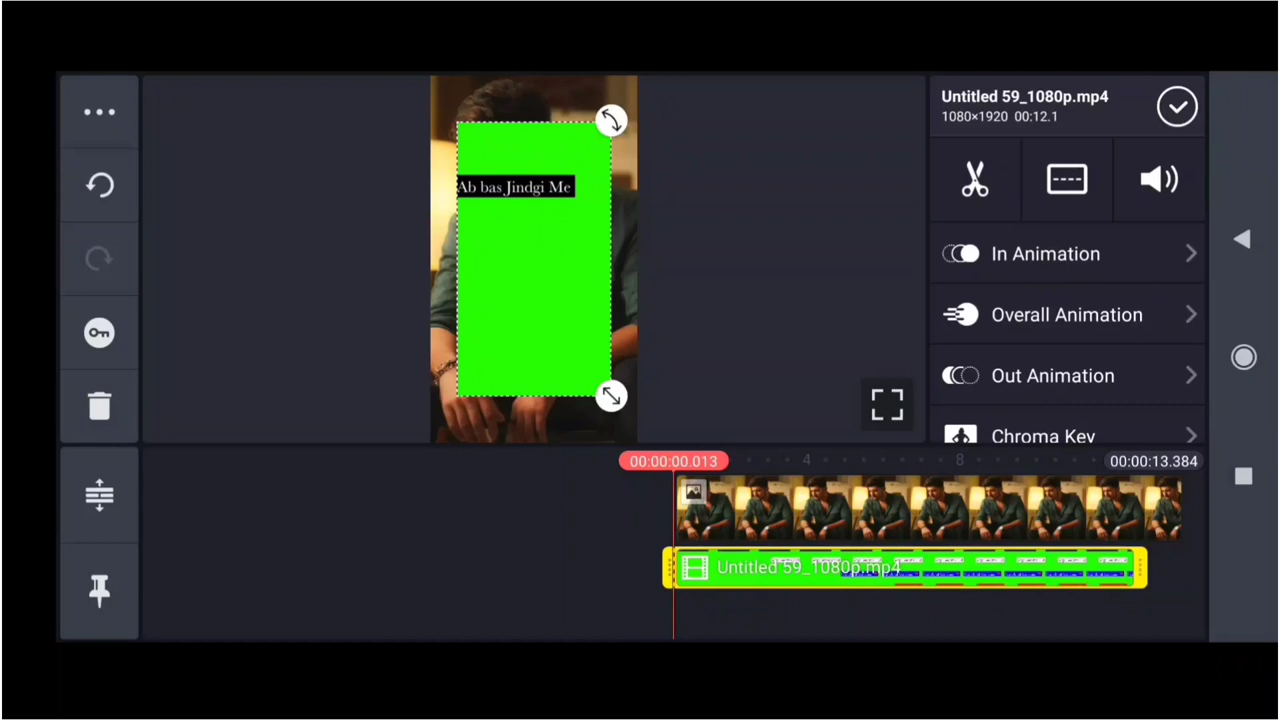 Untitled 59_1080p.mp4
1080×1920 00:12.1
Ab bas Jindgi Me
In Animation
Overall Animation
Out Animation
Chroma Key
00:00:00.013
4
8
00:00:13.384
Untitled 59_1080p.mp4